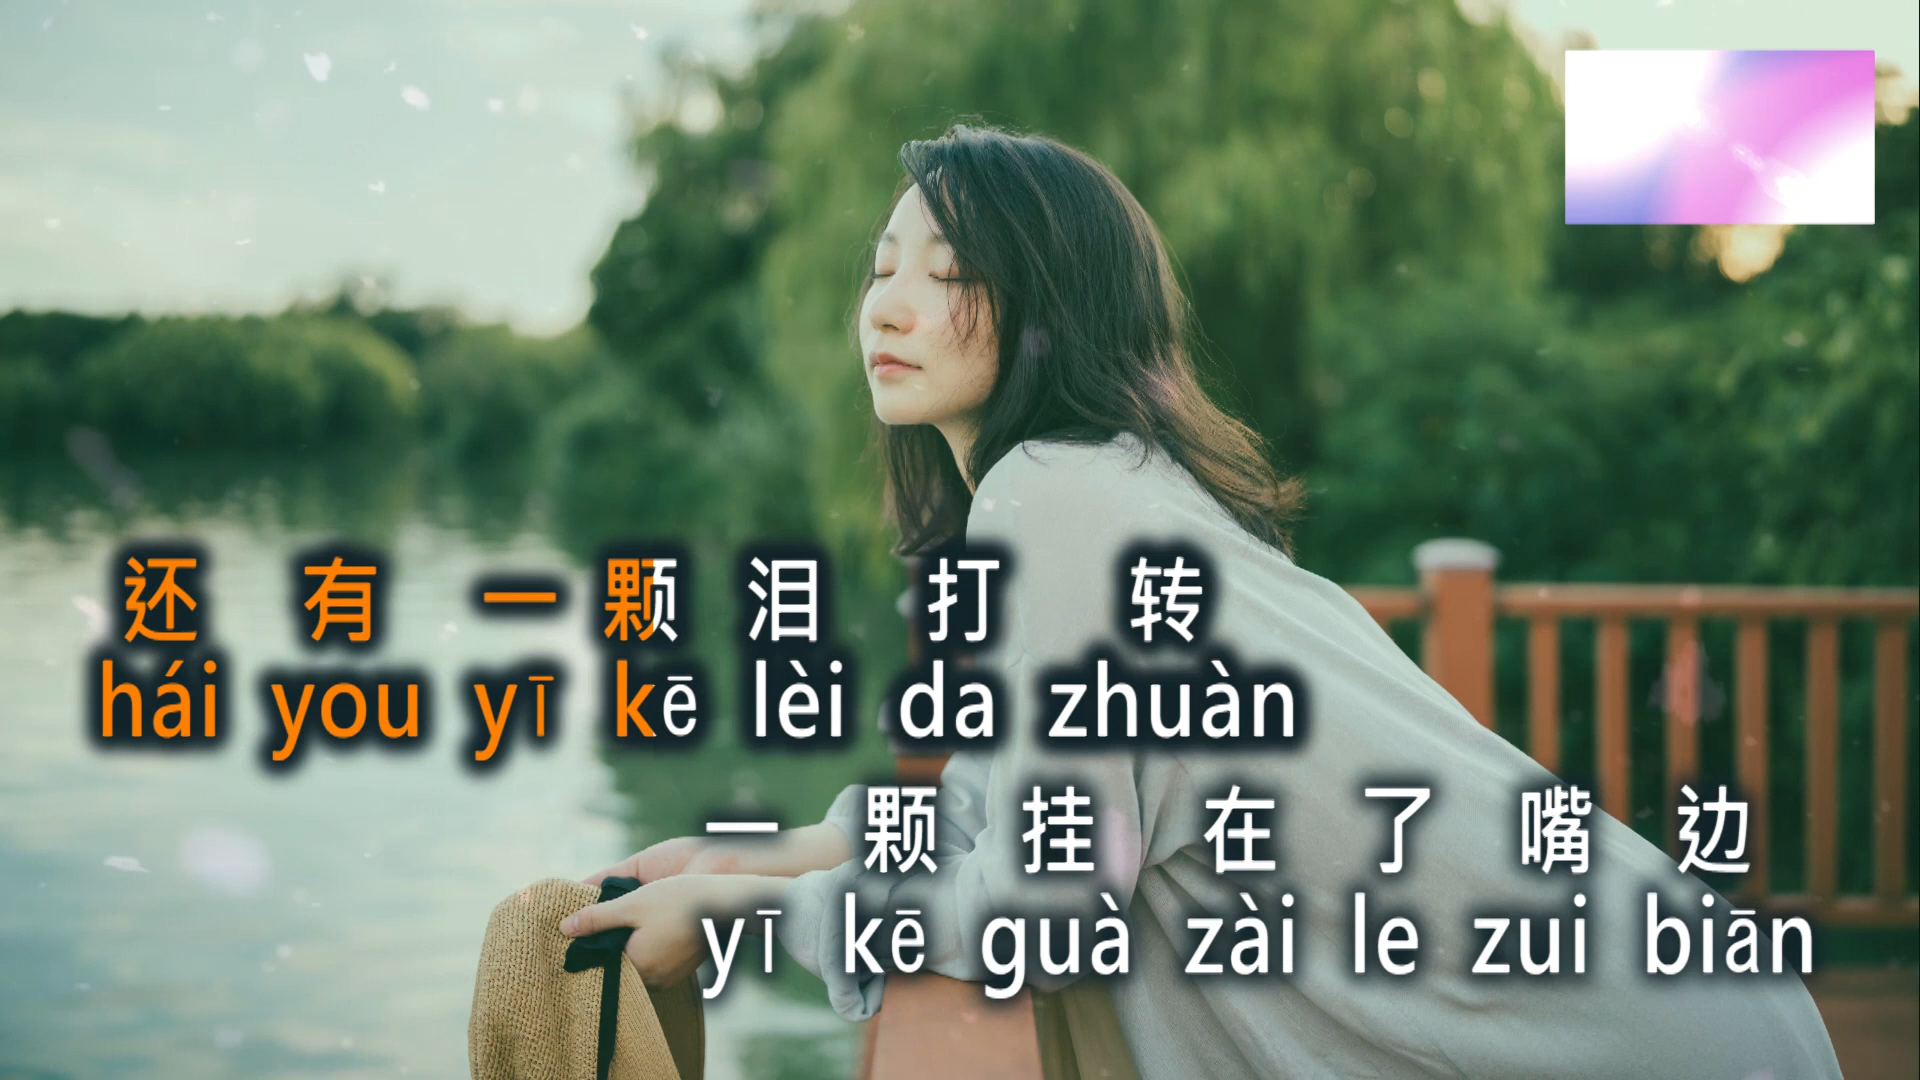 还有一颗泪打转
hái you yī kē lèi da zhuàn
一颗挂在了嘴边
yī kē guà zài le zui biān